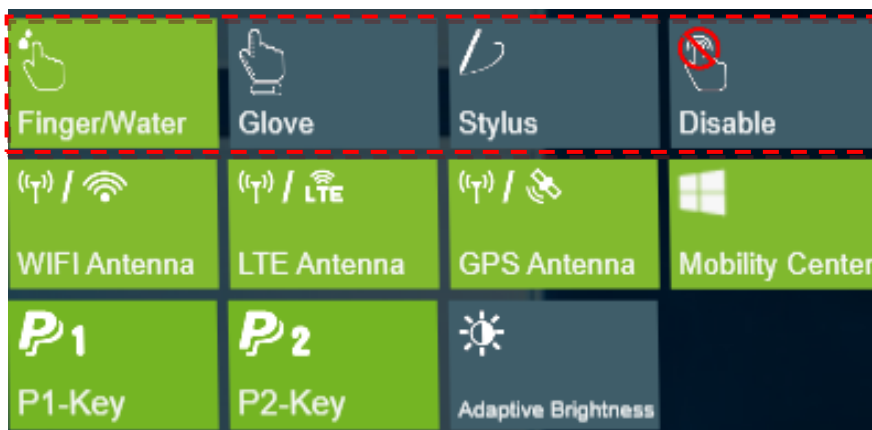 Finger/Water
Glove
Stylus
Disable
/
/ LTE
/
WIFI Antenna
LTE Antenna
GPS Antenna
Mobility Center
P1
P2
P1-Key
P2-Key
Adaptive Brightness